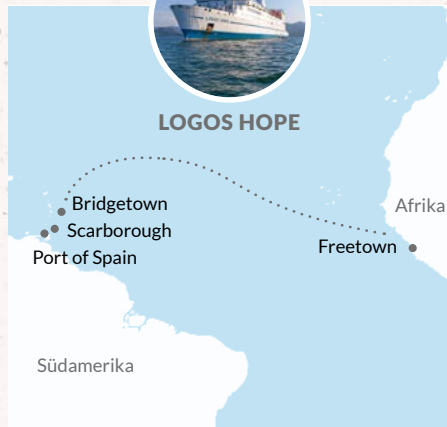 LOGOS HOPE
Bridgetown
Afrika
Scarborough
Freetown
Port of Spain
Südamerika